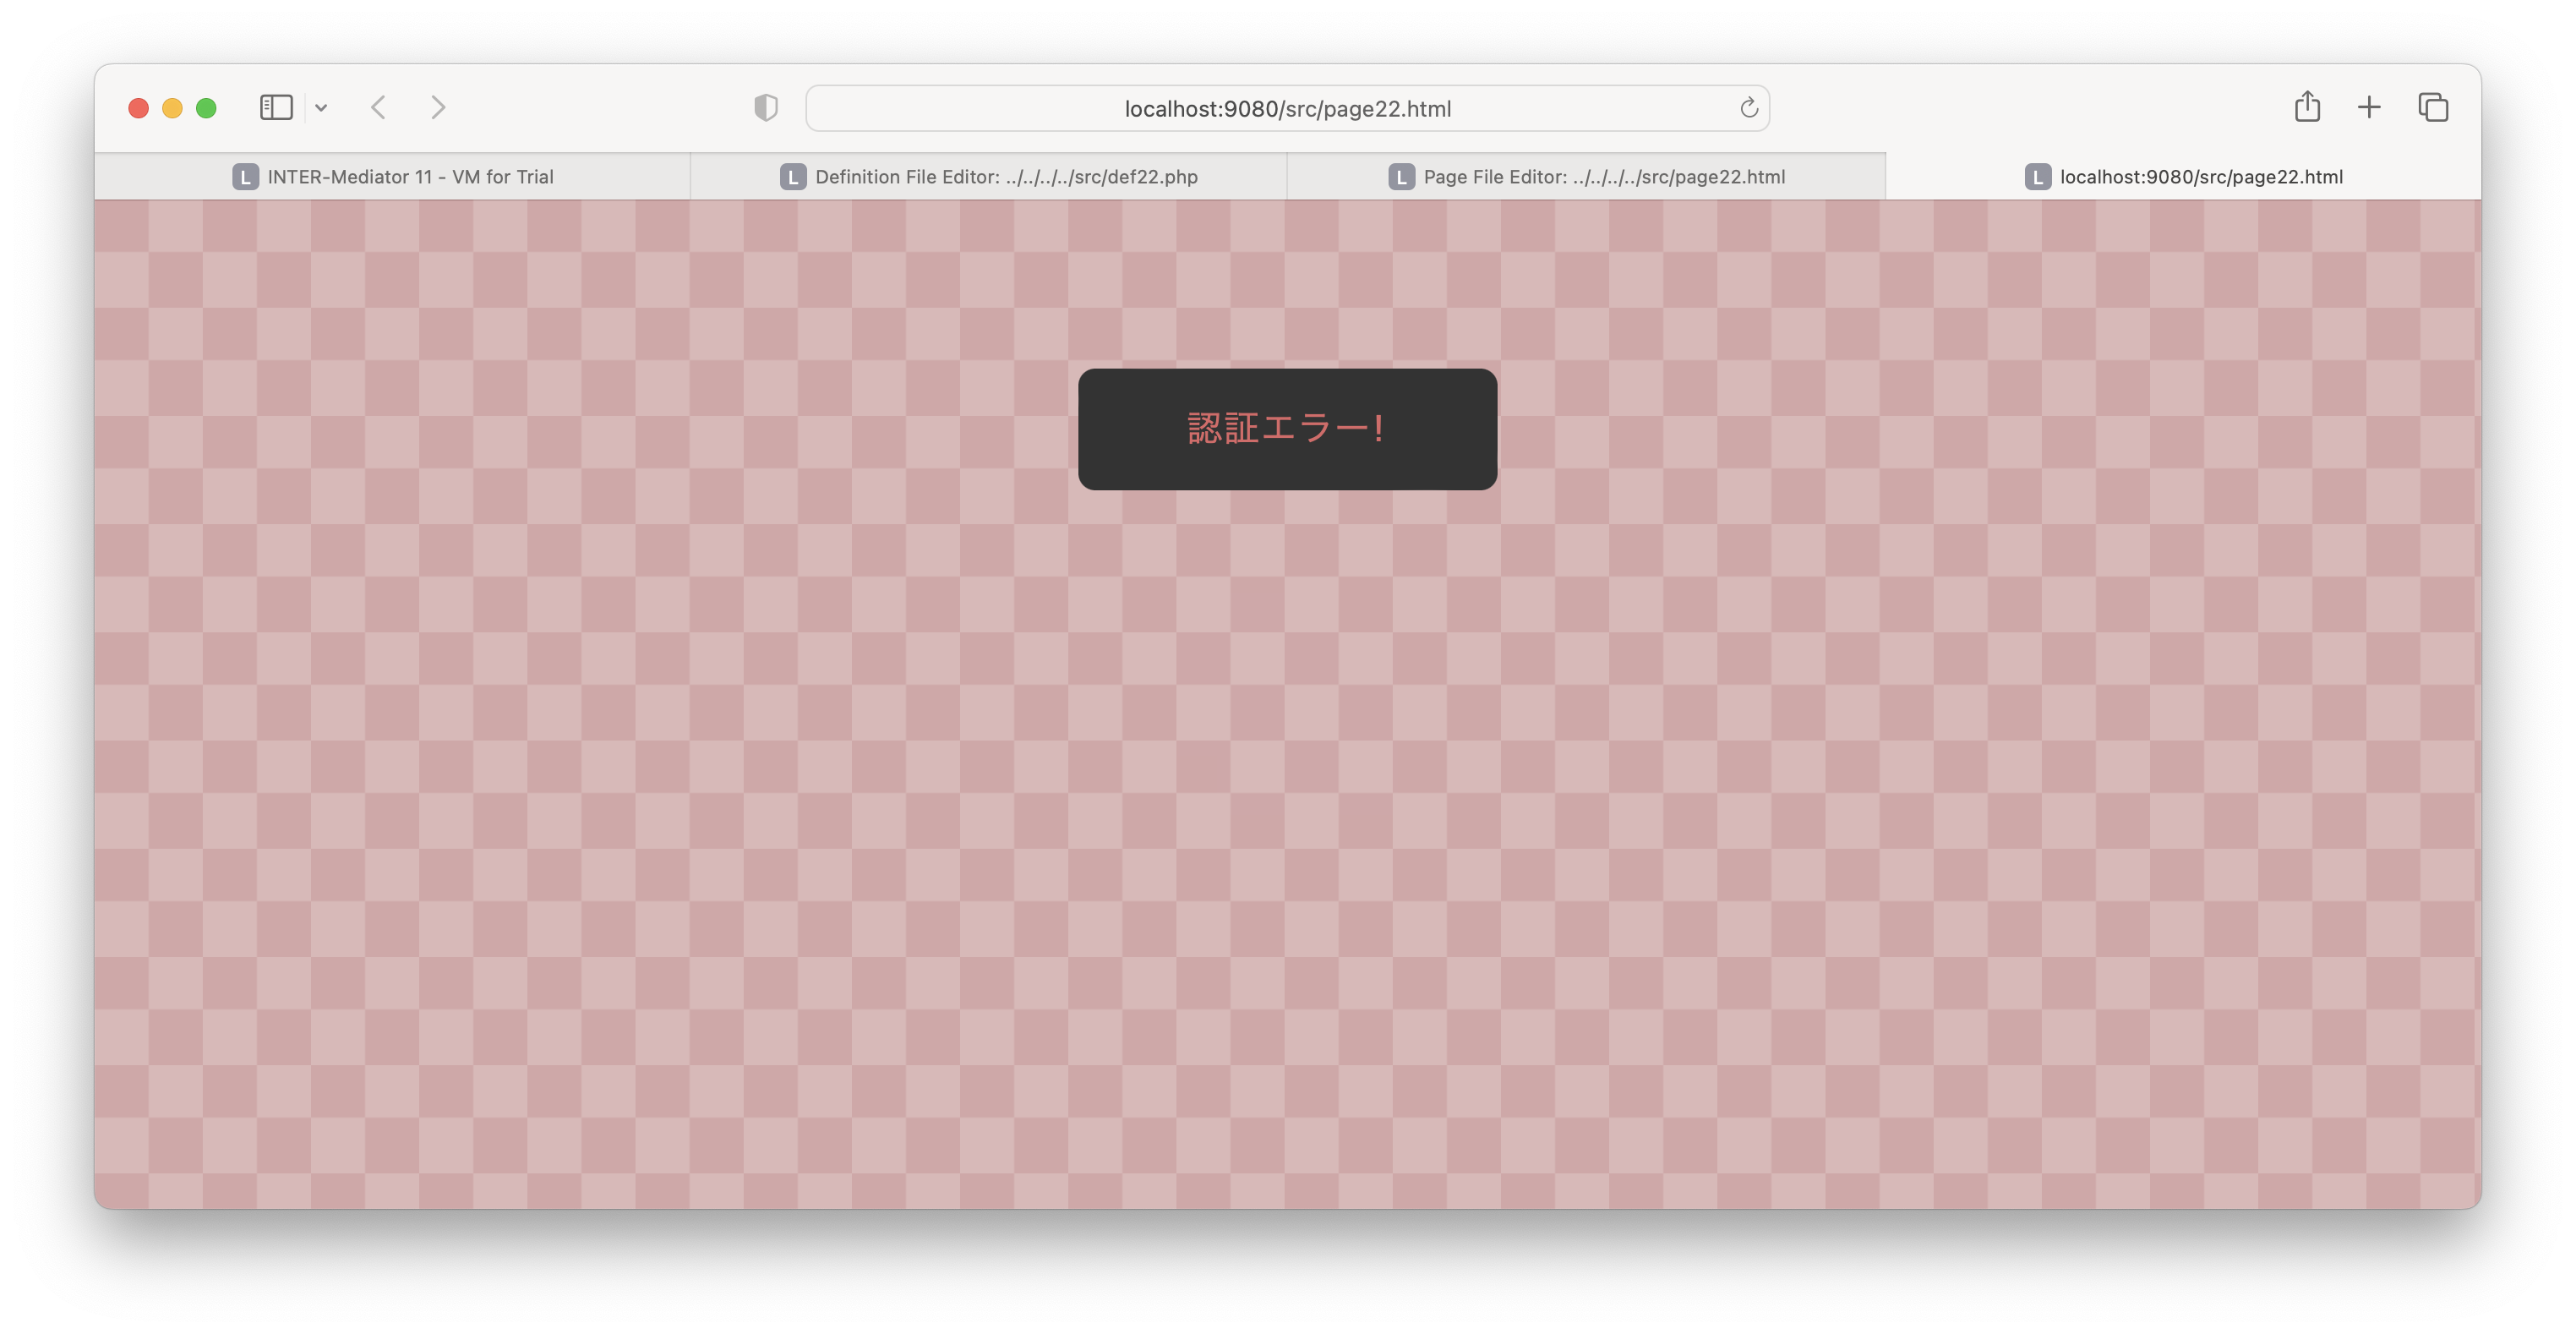 localhost:9080/src/page22.html
L INTER-Mediator 11 - VM for Trial
L Definition File Editor: ../../../../src/def22.php
L Page File Editor: ../../../../src/page22.html
L localhost:9080/src/page22.html
認証エラー!